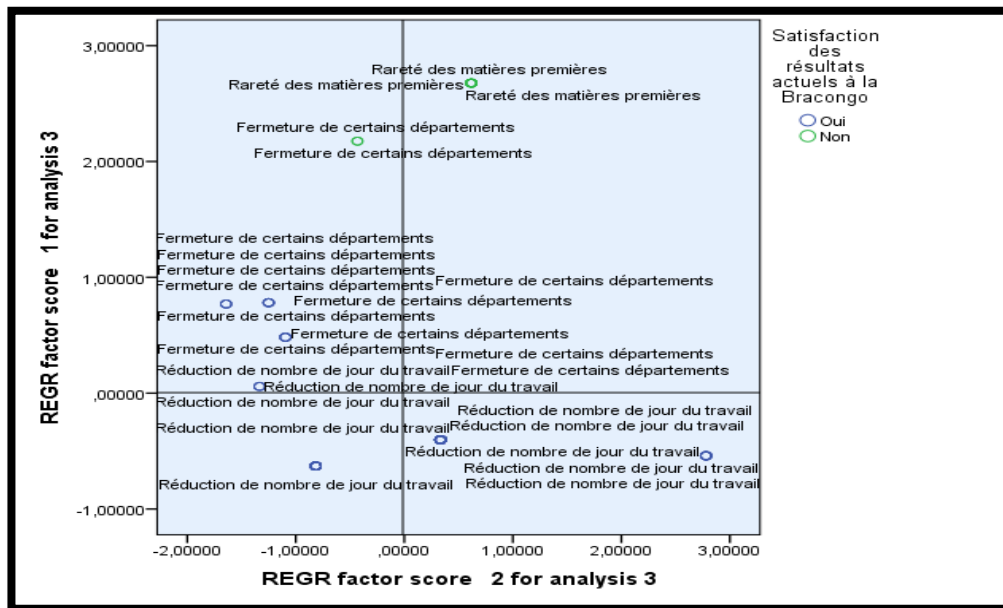 Satisfaction
des
résultats
actuels à la
Bracongo
Oui
Non
REGR factor score 1 for analysis 3
3,00000
2,00000
1,00000
,00000
-1,00000
Rareté des matières premières
Rareté des matières premières
Rareté des matières premières
Fermeture de certains départements
Fermeture de certains départements
Fermeture de certains départements
Fermeture de certains départements
Fermeture de certains départements
Fermeture de certains départements
Fermeture de certains départements
Fermeture de certains départements
Fermeture de certains départements
Fermeture de certains départements
Fermeture de certains départements
Fermeture de certains départements
Réduction de nombre de jour du travail
Fermeture de certains départements
Réduction de nombre de jour du travail
Réduction de nombre de jour du travail
Réduction de nombre de jour du travail
Réduction de nombre de jour du travail
Réduction de nombre de jour du travail
Réduction de nombre de jour du travail
Réduction de nombre de jour du travail
Réduction de nombre de jour du travail
Réduction de nombre de jour du travail
-2,00000
-1,00000
,00000
1,00000
2,00000
3,00000
REGR factor score 2 for analysis 3